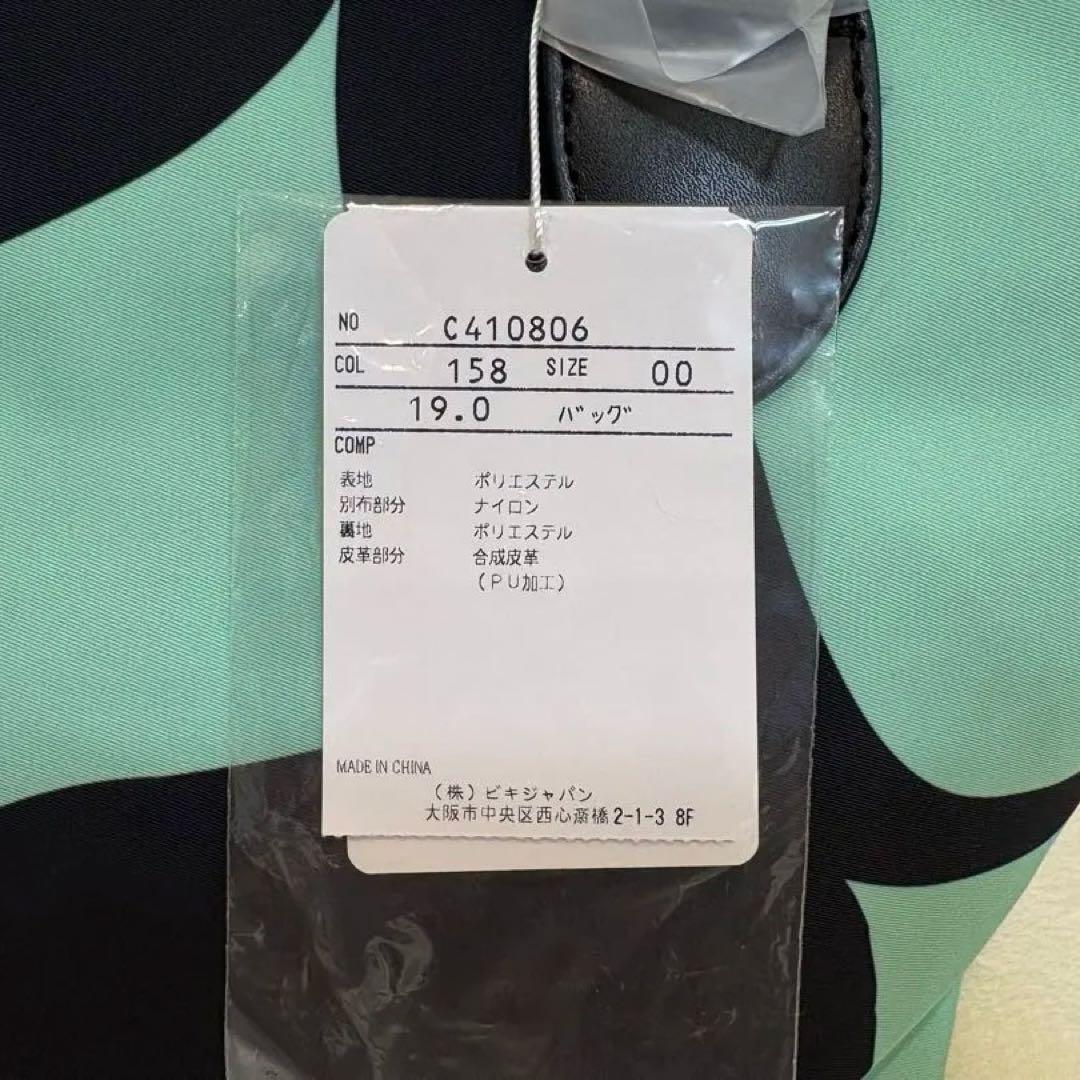 NO C410806
COL 158 SIZE 00
19.0 バッグ
COMP
表地 ポリエステル
別布部分 ナイロン
裏地 ポリエステル
皮革部分 合成皮革
(PU加工)
MADE IN CHINA
(株)ビキジャパン
大阪市中央区西心斎橋2-1-3 8F